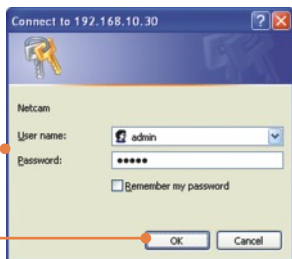 Connect to 192.168.10.30
Netcam
User name: admin
Password: •••••
Remember my password
OK Cancel